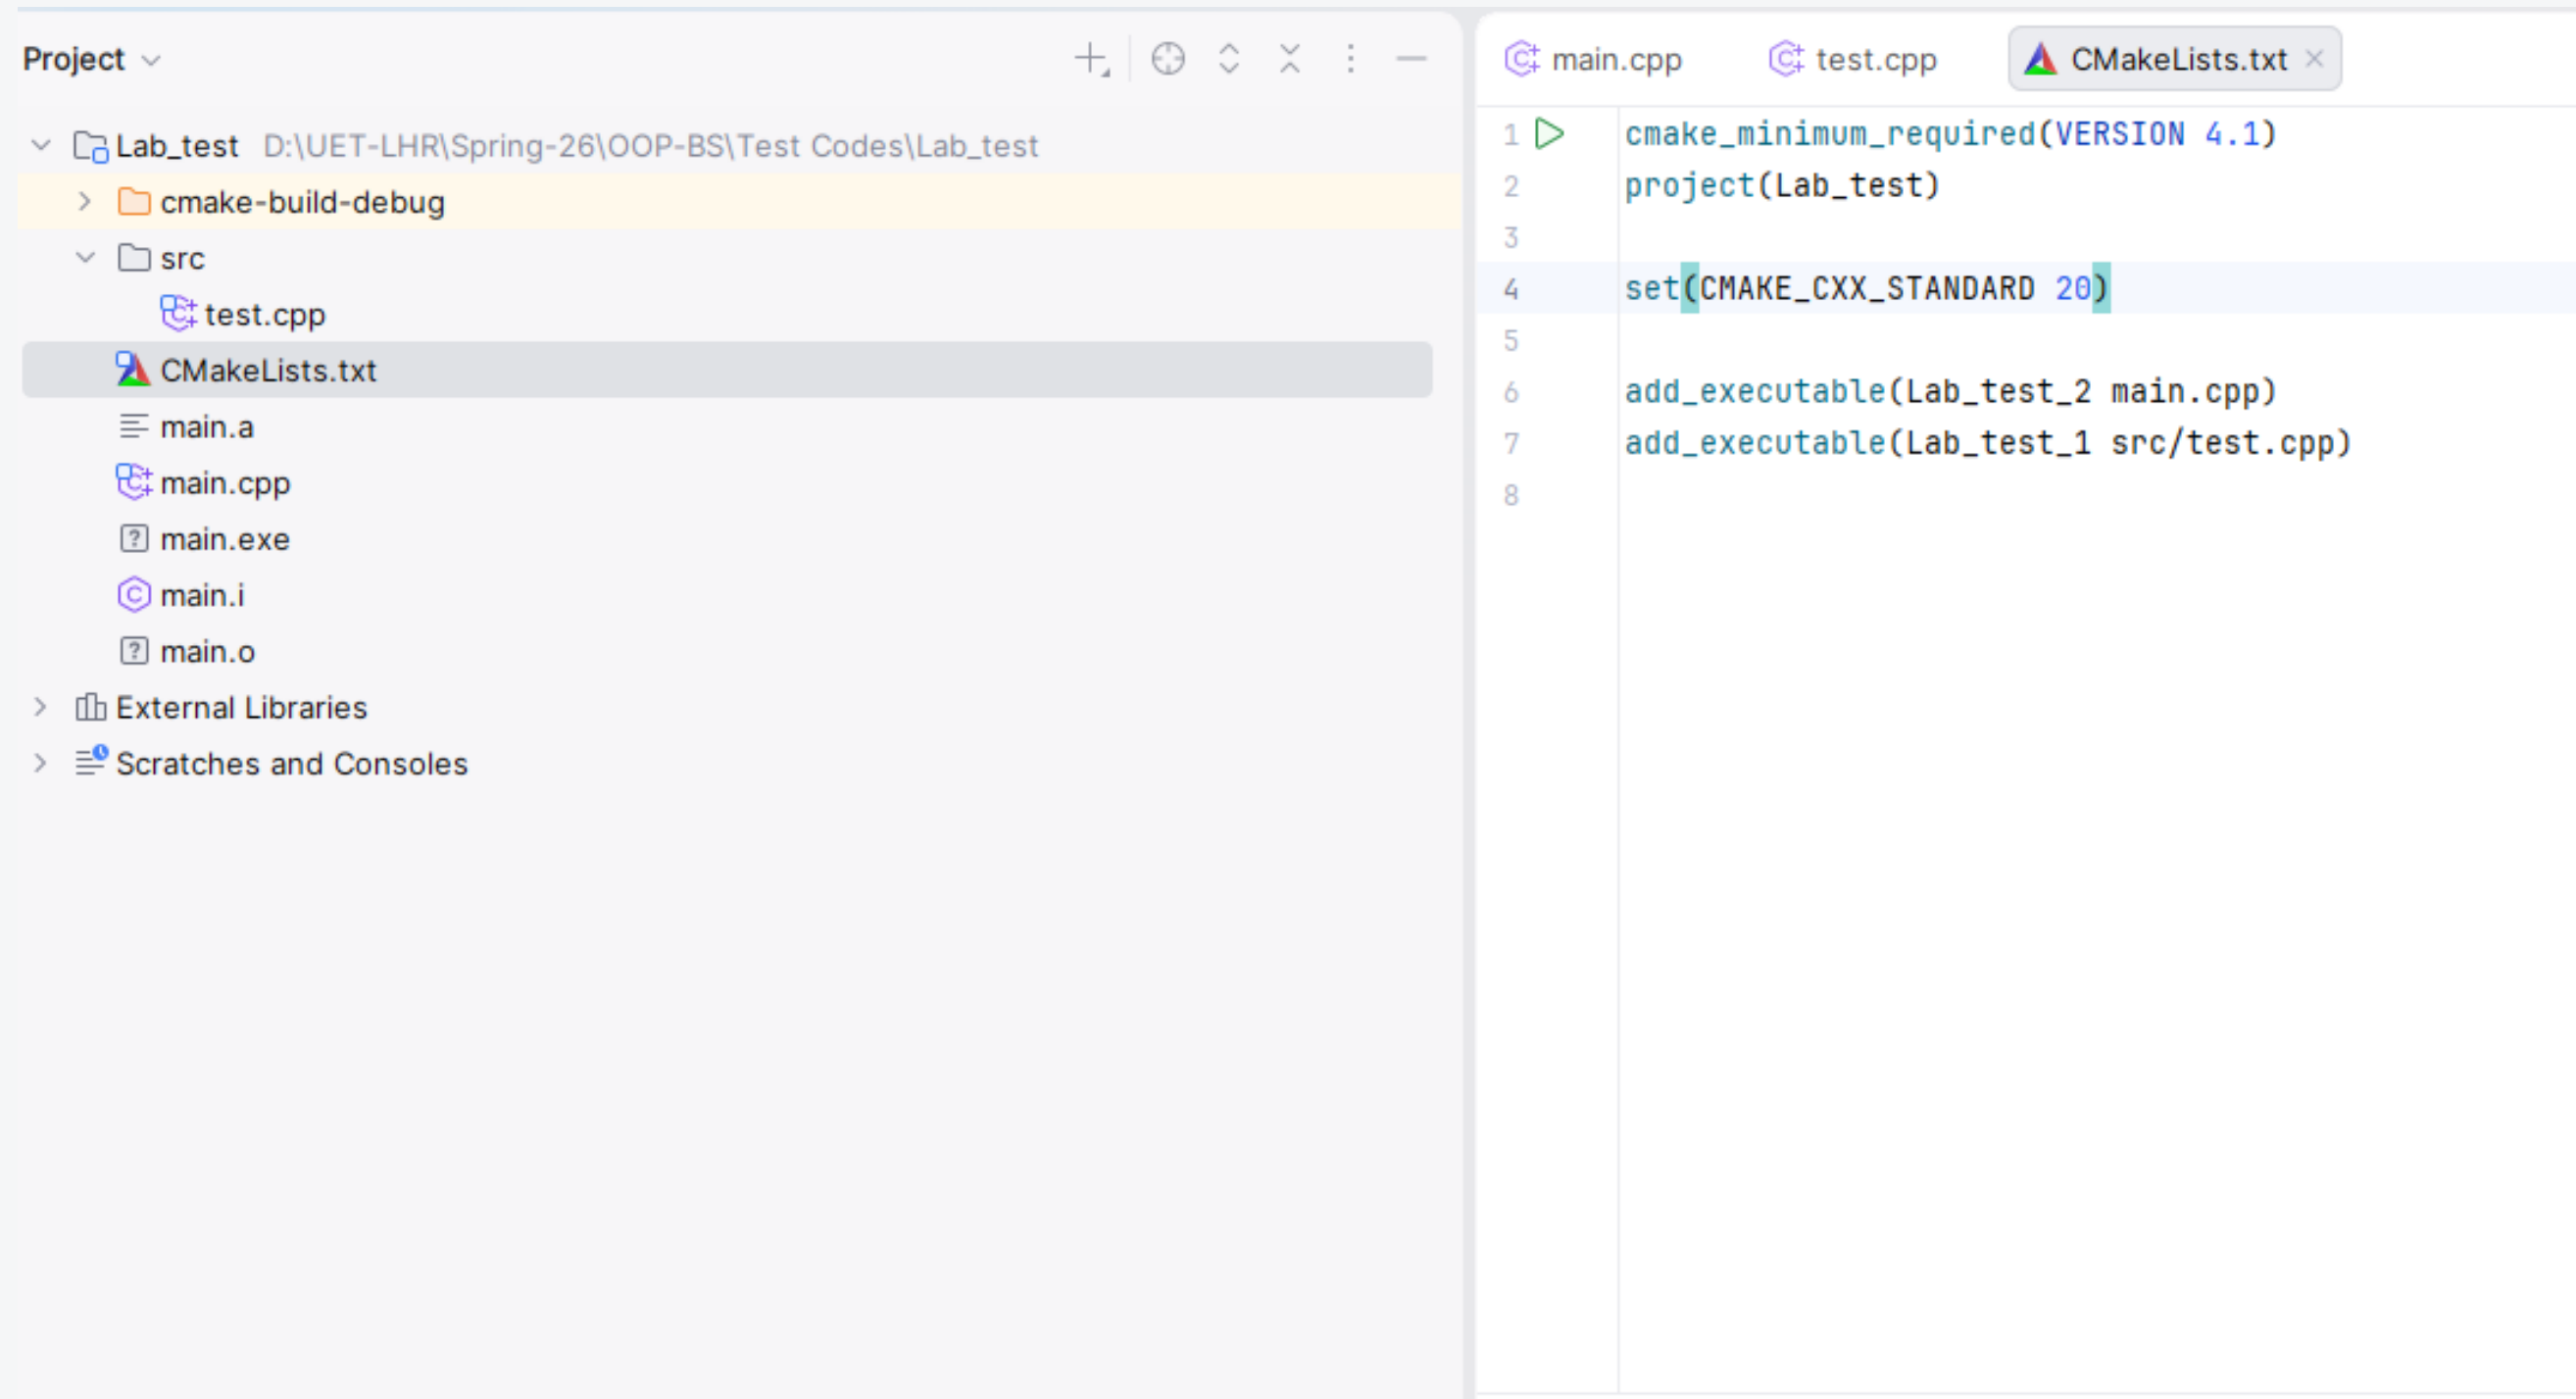 Project
Lab_test D:\UET-LHR\Spring-26\OOP-BS\Test Codes\Lab_test
cmake-build-debug
src
test.cpp
CMakeLists.txt
main.a
main.cpp
main.exe
main.i
main.o
External Libraries
Scratches and Consoles
main.cpp test.cpp CMakeLists.txt
1 cmake_minimum_required(VERSION 4.1)
2 project(Lab_test)
3
4 set(CMAKE_CXX_STANDARD 20)
5
6 add_executable(Lab_test_2 main.cpp)
7 add_executable(Lab_test_1 src/test.cpp)
8